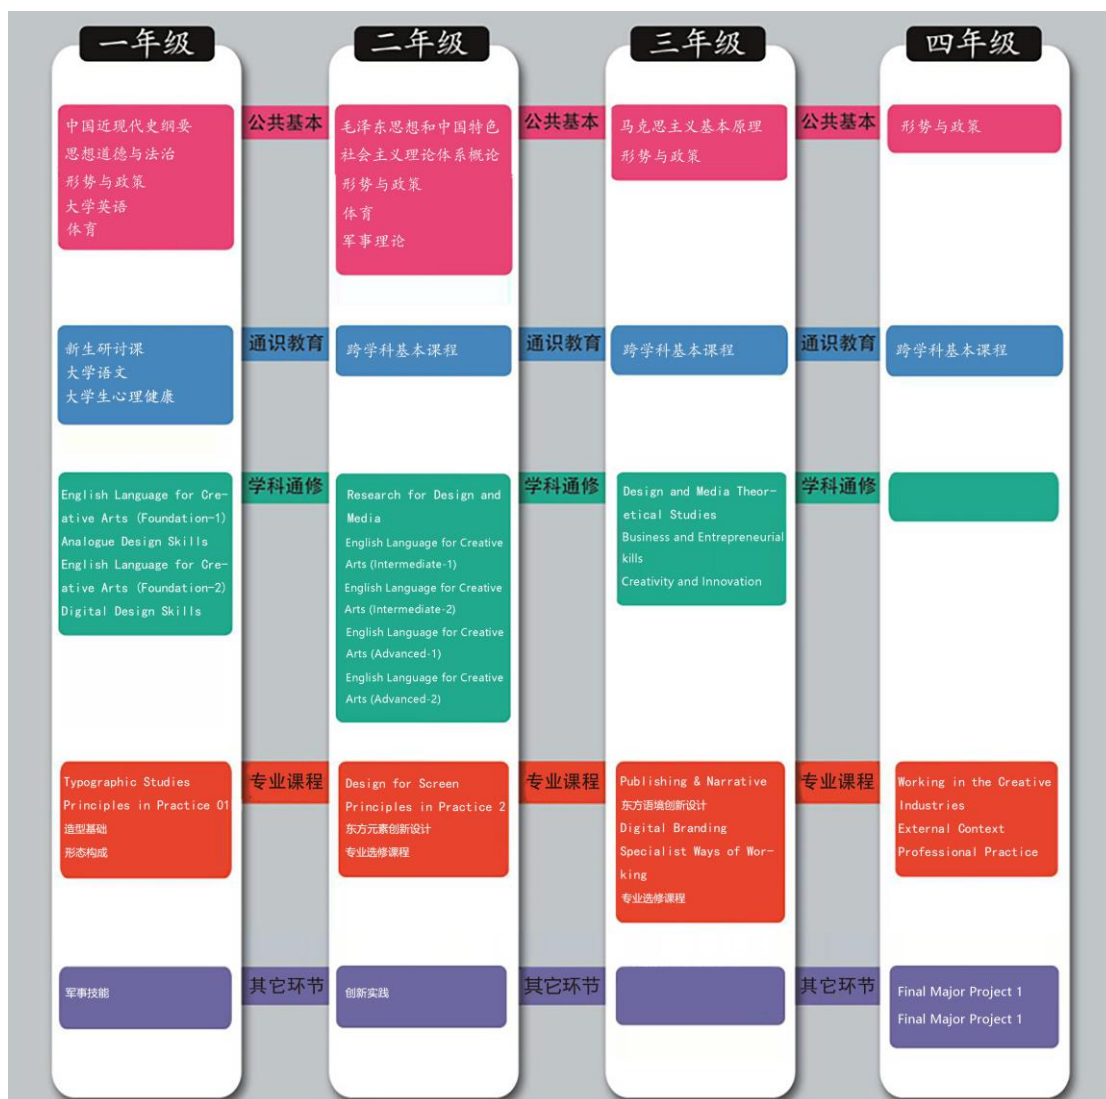 一年级
中国近现代史纲要
思想道德与法治
形势与政策
大学英语
体育
新生研讨课
大学语文
大学生心理健康
English Language for Cre-
ative Arts (Foundation-1)
Analogue Design Skills
English Language for Cre-
ative Arts (Foundation-2)
Digital Design Skills
Typographic Studies
Principles in Practice 01
造型基础
形态构成
军事技能
公共基本
通识教育
学科通修
专业课程
其它环节
二年级
毛泽东思想和中国特色
社会主义理论体系概论
形势与政策
体育
军事理论
跨学科基本课程
Research for Design and
Media
English Language for Creative
Arts (Intermediate-1)
English Language for Creative
Arts (Intermediate-2)
English Language for Creative
Arts (Advanced-1)
English Language for Creative
Arts (Advanced-2)
Design for Screen
Principles in Practice 2
东方元素创新设计
专业选修课程
创新实践
公共基本
通识教育
学科通修
专业课程
其它环节
三年级
马克思主义基本原理
形势与政策
跨学科基本课程
Design and Media Theor-
etical Studies
Business and Entrepreneurial
kills
Creativity and Innovation
Publishing & Narrative
东方语境创新设计
Digital Branding
Specialist Ways of Wor-
king
专业选修课程
公共基本
通识教育
学科通修
专业课程
其它环节
四年级
形势与政策
跨学科基本课程
Working in the Creative
Industries
External Context
Professional Practice
Final Major Project 1
Final Major Project 1